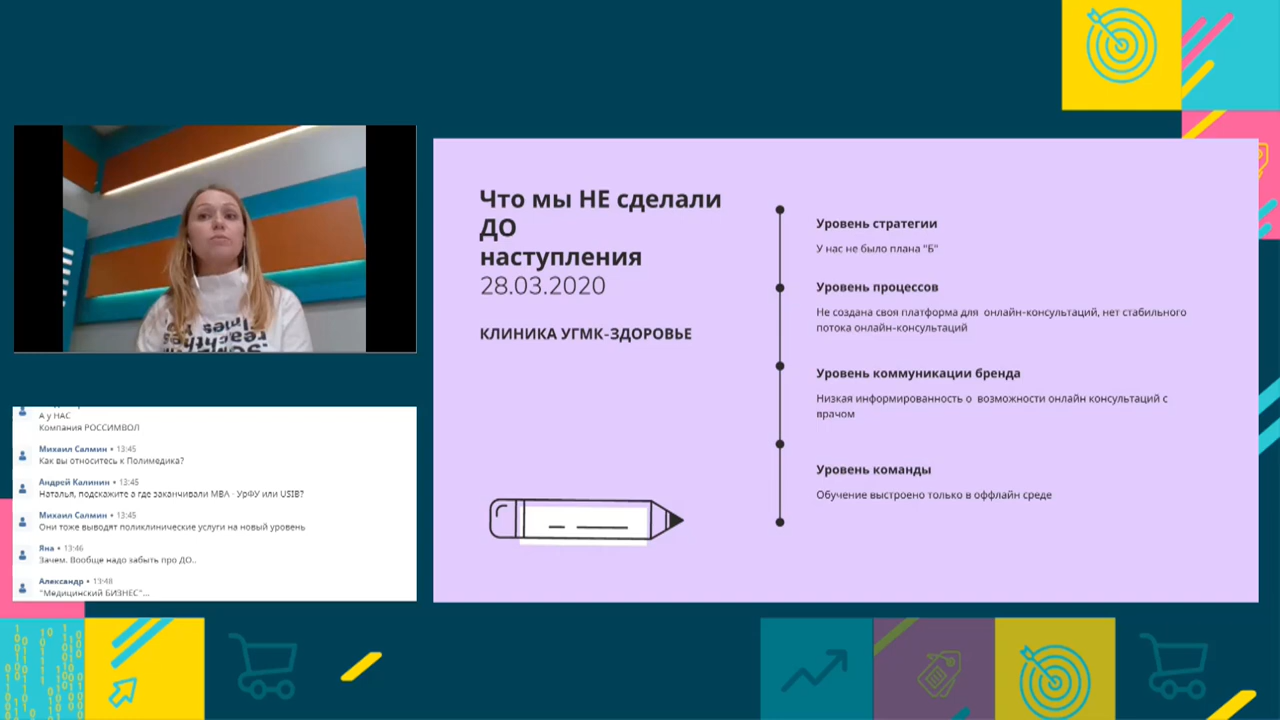 Что мы НЕ сделали
ДО
наступления
28.03.2020
КЛИНИКА УГМК-ЗДОРОВЬЕ
Уровень стратегии
У нас не было плана "Б"
Уровень процессов
Не создана своя платформа для онлайн-консультаций, нет стабильного
потока онлайн-консультаций
Уровень коммуникации бренда
Низкая информированность о возможности онлайн консультаций с
врачом
Уровень команды
Обучение выстроено только в оффлайн среде
А у НАС
Компания РОССИМВОЛ
Михаил Салмин • 13:45
Как вы относитесь к Полимедика?
Андрей Калинин • 13:45
Наталья, подскажите а где заканчивали МВА - УрФУ или USIB?
Михаил Салмин • 13:45
Они тоже выводят поликлинические услуги на новый уровень
Яна • 13:46
Зачем. Вообще надо забыть про ДО..
Александр • 13:48
"Медицинский БИЗНЕС"...